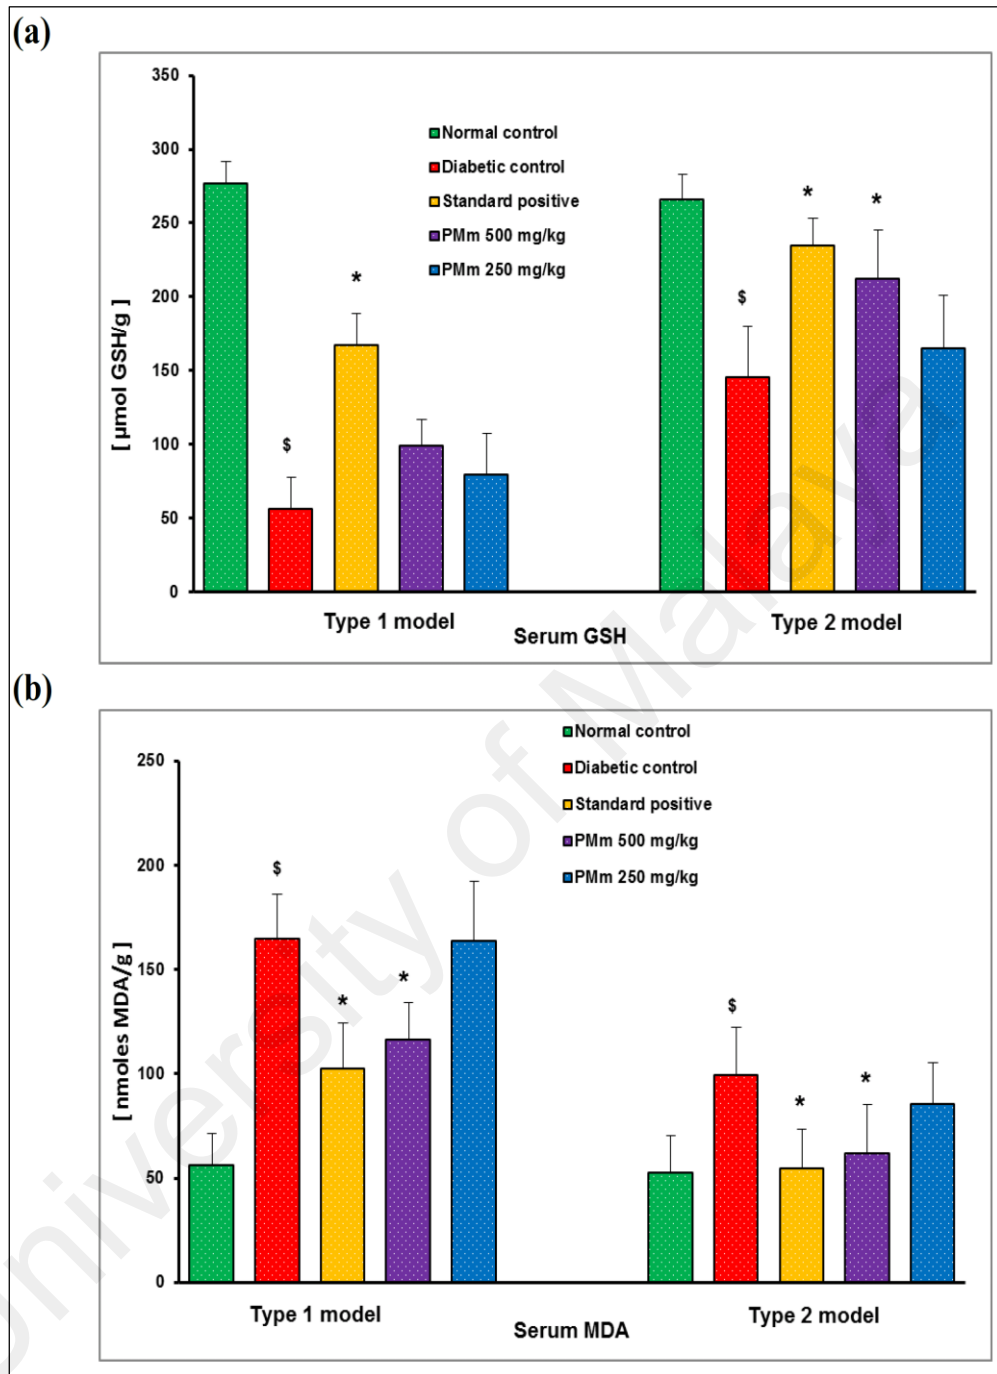 (a)
350
300
250
200
150
100
50
0
[ µmol GSH/g ]
Normal control
Diabetic control
Standard positive
PMm 500 mg/kg
PMm 250 mg/kg
$
*
$
*
*
Type 1 model
Type 2 model
Serum GSH
(b)
250
200
150
100
50
0
[ nmoles MDA/g ]
Normal control
Diabetic control
Standard positive
PMm 500 mg/kg
PMm 250 mg/kg
$
*
*
$
*
*
Type 1 model
Type 2 model
Serum MDA
University of Malaya